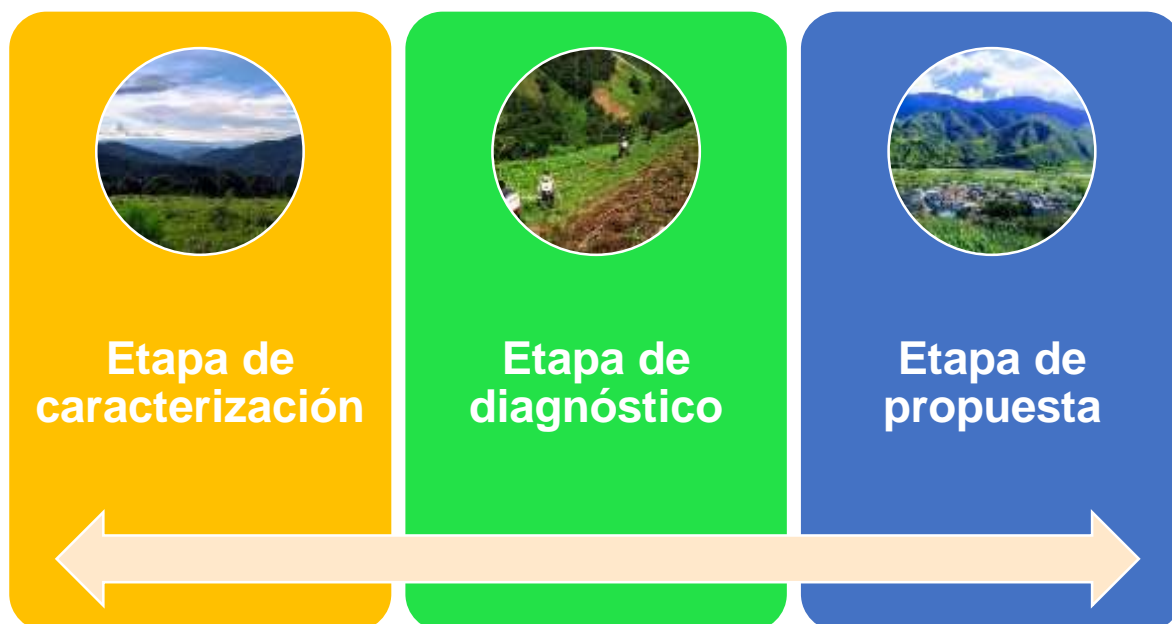 Etapa de
caracterización
Etapa de
diagnóstico
Etapa de
propuesta